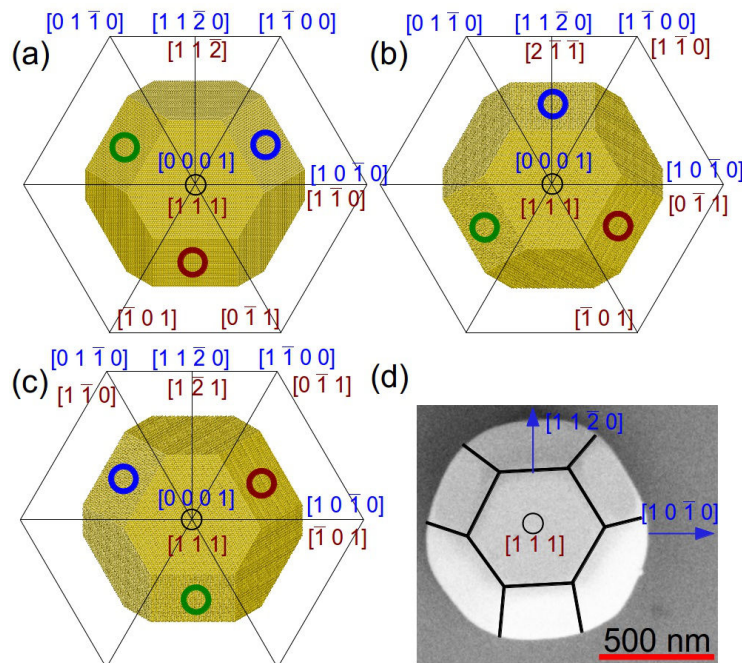 [0 1 1̅ 0] [1 1 2̅ 0] [1 1̅ 0 0]
(a)
[1 1 2̅]
[0 0 0 1]
[1 1 1]
[1 0 1̅ 0]
[1 1̅ 0]
[1̅ 0 1]
[0 1̅ 1]
[0 1 1̅ 0] [1 1 2̅ 0] [1 1̅ 0 0]
(b)
[2 1̅ 1̅]
[1 1̅ 0]
[0 0 0 1]
[1 1 1]
[1 0 1̅ 0]
[0 1̅ 1]
[1̅ 0 1]
[0 1 1̅ 0] [1 1 2̅ 0] [1 1̅ 0 0]
(c)
[1 1̅ 0]
[1 2̅ 1]
[0 1̅ 1]
[0 0 0 1]
[1 1 1]
[1 0 1̅ 0]
[1̅ 0 1]
(d)
[1 1 2̅ 0]
[1 0 1̅ 0]
[1 1 1]
500 nm